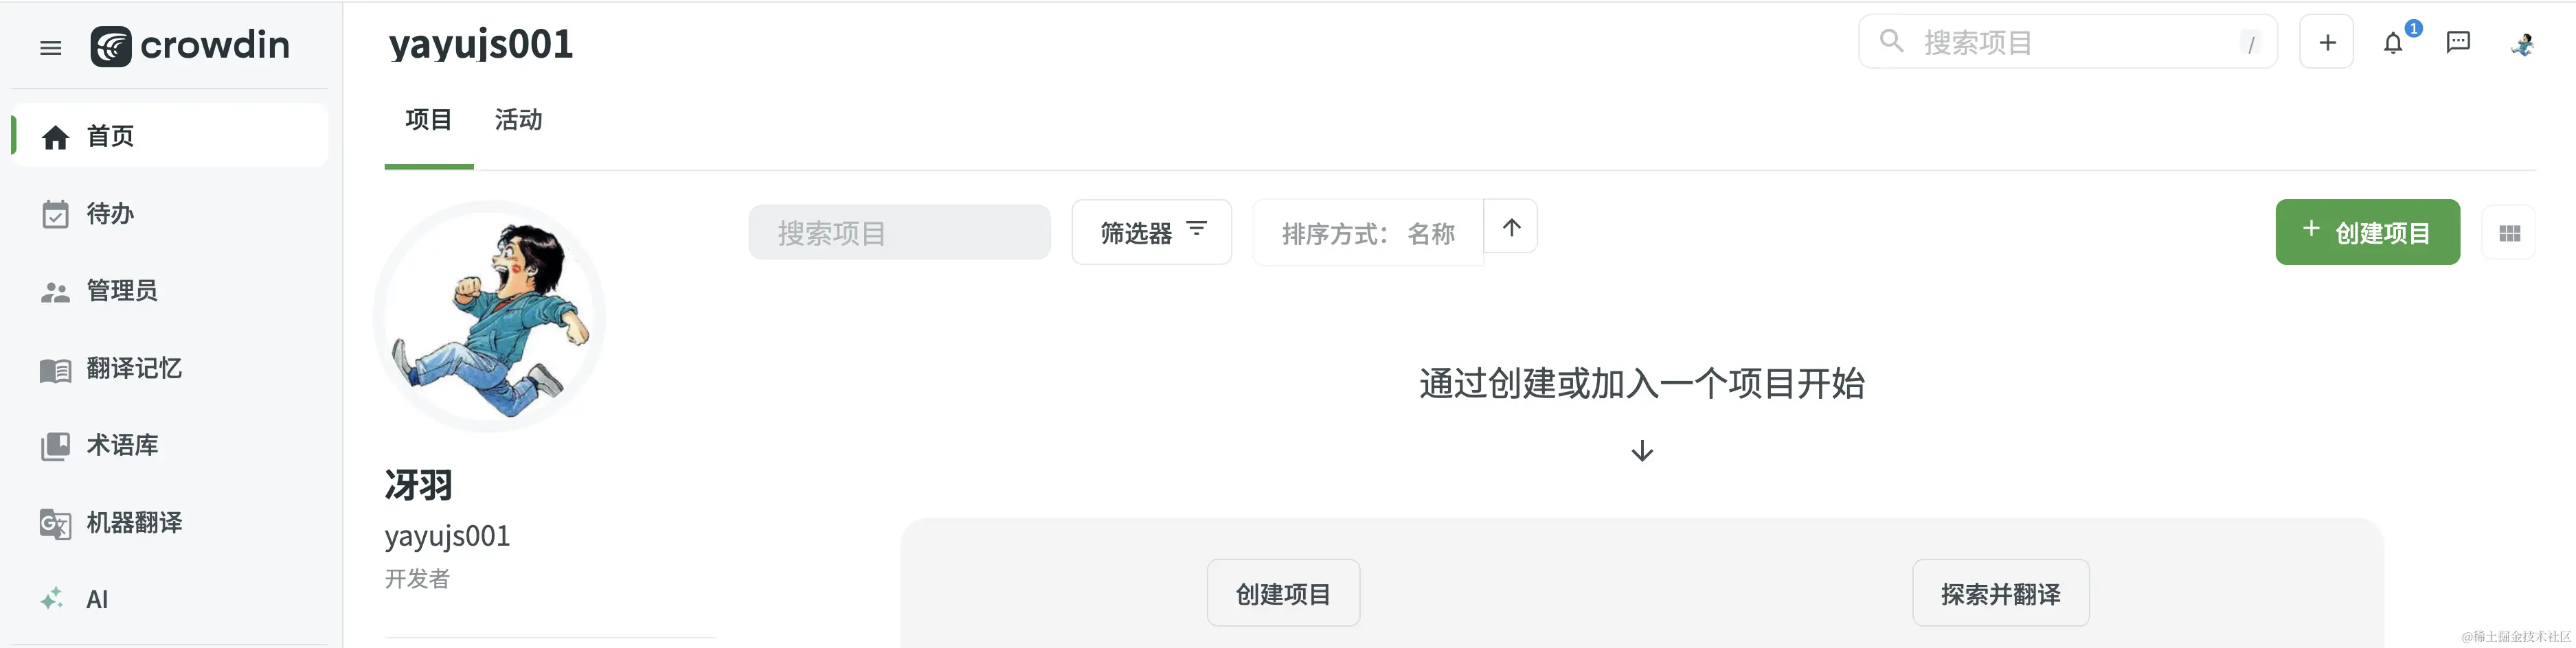 crowdin
首页
待办
管理员
翻译记忆
术语库
机器翻译
AI
yayujs001
搜索项目 /
1
项目 活动
冴羽
yayujs001
开发者
搜索项目 筛选器 排序方式： 名称
+ 创建项目
通过创建或加入一个项目开始
创建项目 探索并翻译
@稀土掘金技术社区